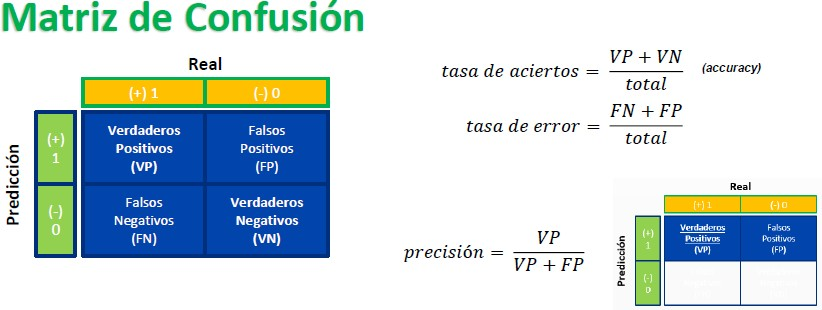 Matriz de Confusión
Real
(+) 1 (-) 0
Predicción
(+)
1
Verdaderos
Positivos
(VP)
Falsos
Positivos
(FP)
(-)
0
Falsos
Negativos
(FN)
Verdaderos
Negativos
(VN)
tasa de aciertos = (VP + VN) / total (accuracy)
tasa de error = (FN + FP) / total
precisión = VP / (VP + FP)
Real
(+) 1 (-) 0
Predicción
(+)
1
Verdaderos
Positivos
(VP)
Falsos
Positivos
(FP)
(-)
0